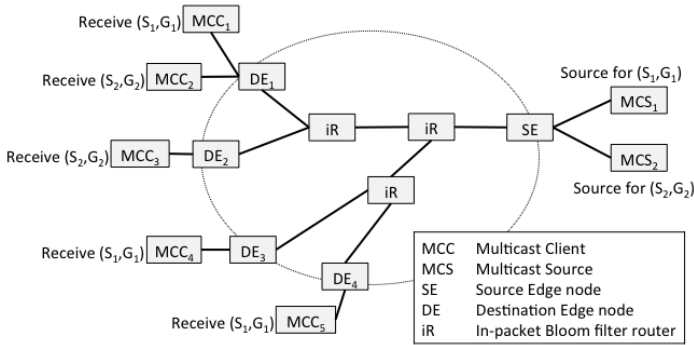 Receive (S1,G1) MCC1
Receive (S2,G2) MCC2 DE1
Source for (S1,G1)
MCS1
iR iR SE
Receive (S2,G2) MCC3 DE2
MCS2
Source for (S2,G2)
iR
Receive (S1,G1) MCC4 DE3
DE4
Receive (S1,G1) MCC5
MCC Multicast Client
MCS Multicast Source
SE Source Edge node
DE Destination Edge node
iR In-packet Bloom filter router